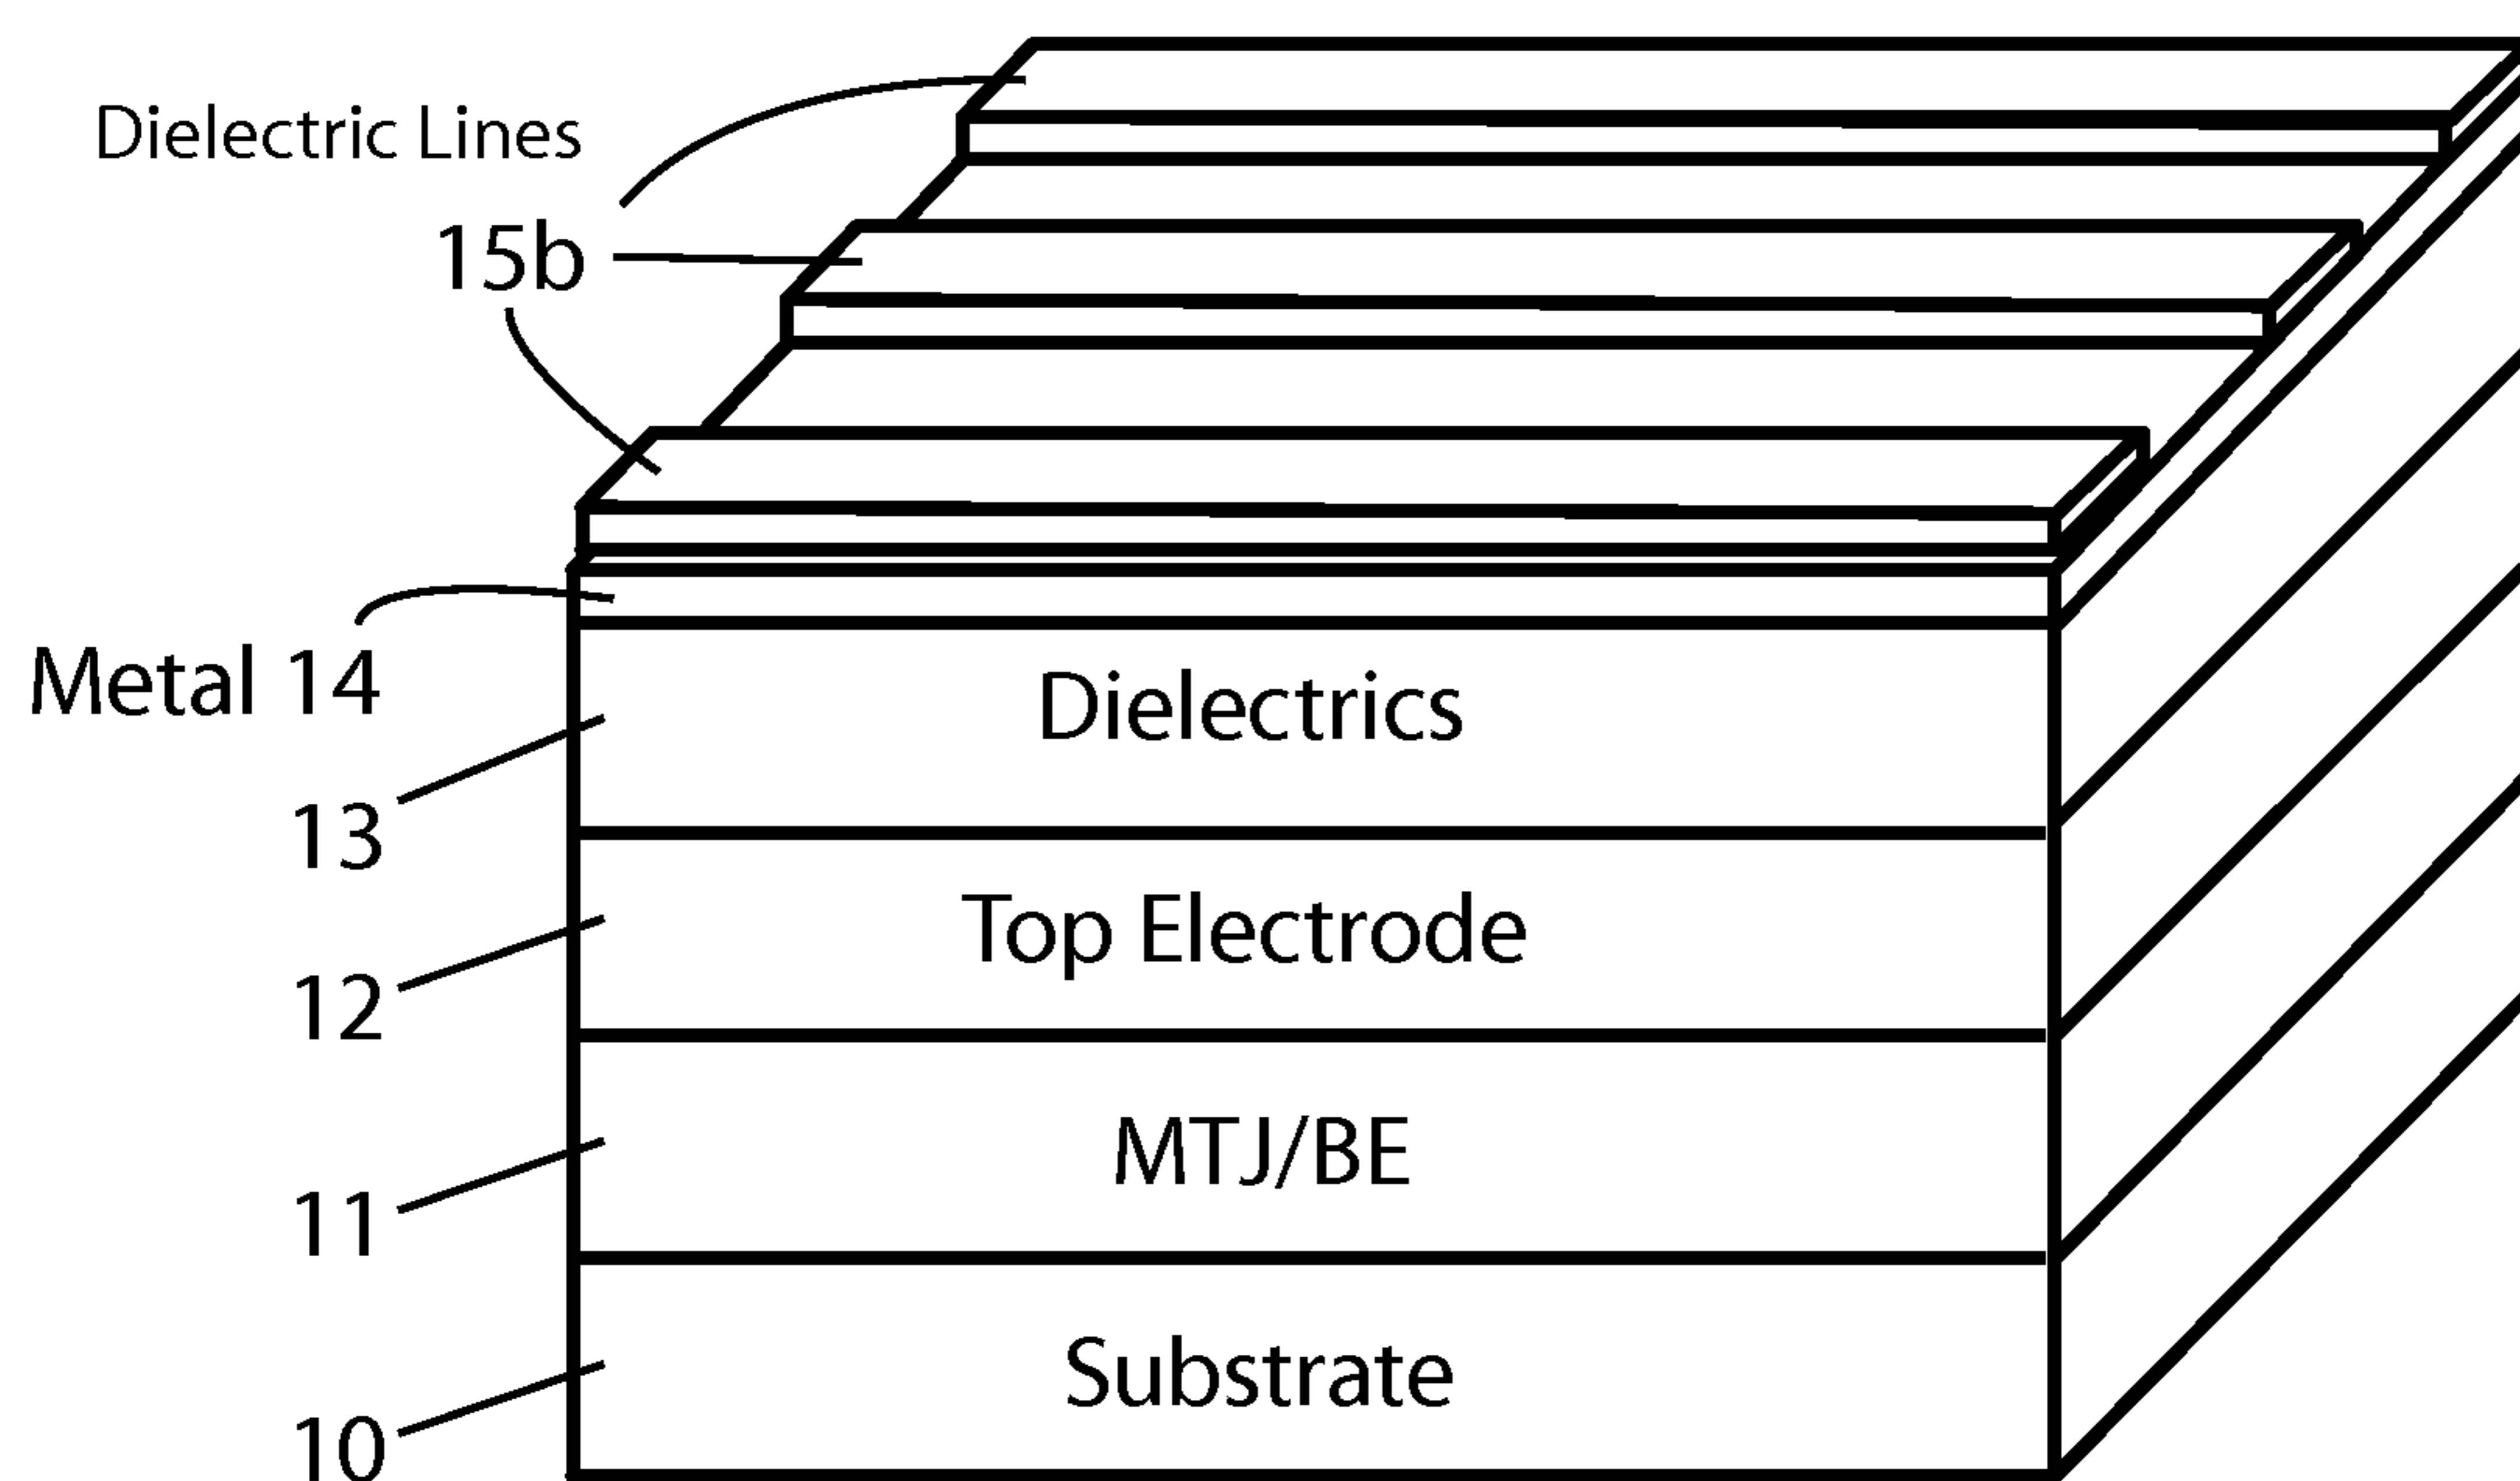 Dielectric Lines
15b
Metal 14
Dielectrics
13
Top Electrode
12
MTJ/BE
11
Substrate
10